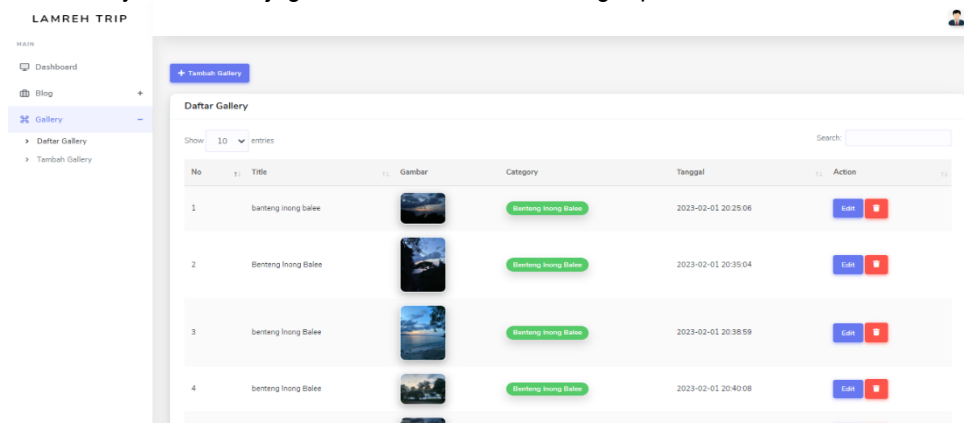 LAMREH TRIP
MAIN
Dashboard
Blog +
Gallery -
> Daftar Gallery
> Tambah Gallery
+ Tambah Gallery
Daftar Gallery
Show 10 entries Search:
No Title Gambar Category Tanggal Action
1 banteng inong balee Benteng Inong Balee 2023-02-01 20:25:06 Edit
2 Benteng Inong Balee Benteng Inong Balee 2023-02-01 20:35:04 Edit
3 benteng Inong Balee Benteng Inong Balee 2023-02-01 20:38:59 Edit
4 benteng Inong Balee Benteng Inong Balee 2023-02-01 20:40:08 Edit